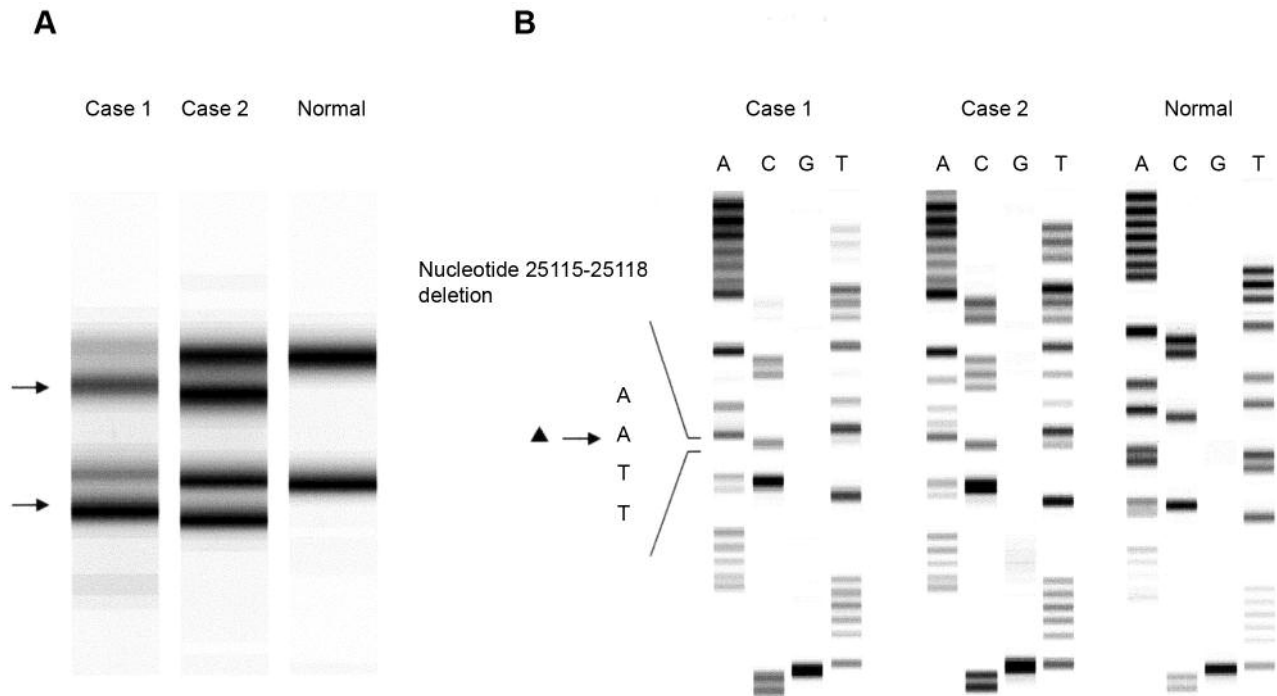 A
B
Case 1 Case 2 Normal
Case 1 Case 2 Normal
A C G T A C G T A C G T
Nucleotide 25115-25118
deletion
A
A
T
T